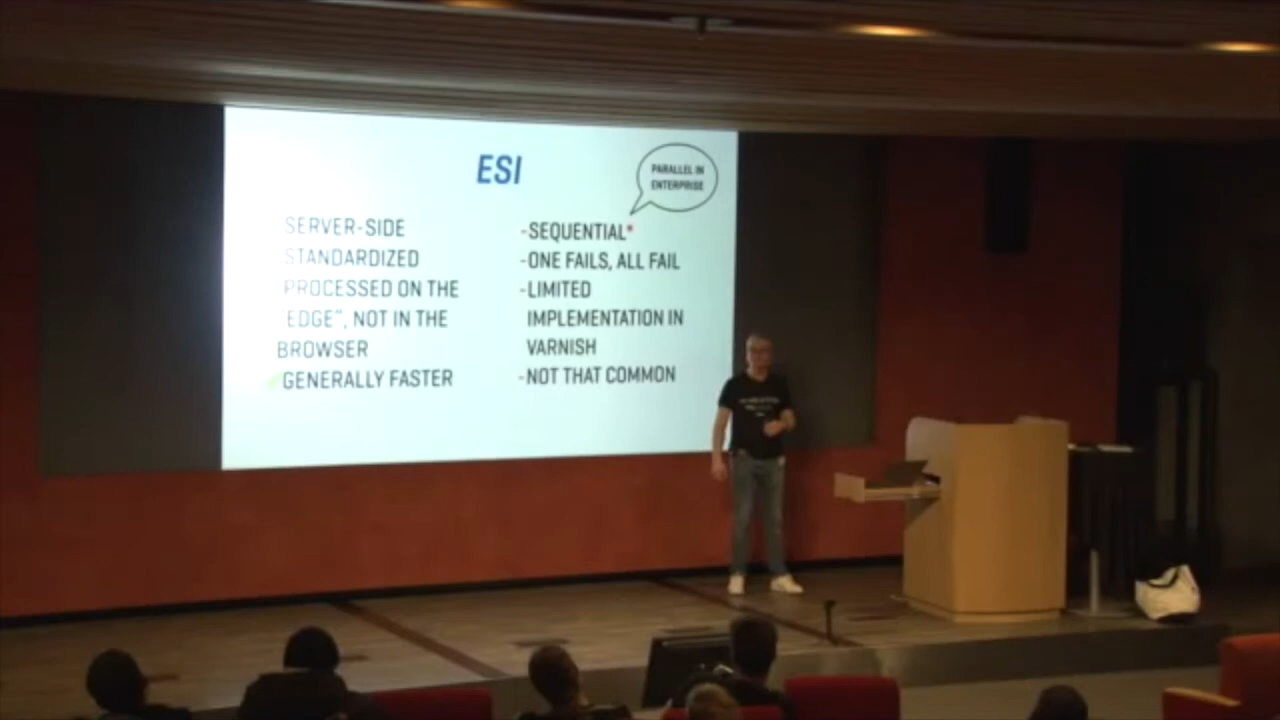 ESI
PARALLEL IN
ENTERPRISE
SERVER-SIDE
STANDARDIZED
PROCESSED ON THE
EDGE", NOT IN THE
BROWSER
GENERALLY FASTER
-SEQUENTIAL*
-ONE FAILS, ALL FAIL
-LIMITED
IMPLEMENTATION IN
VARNISH
-NOT THAT COMMON